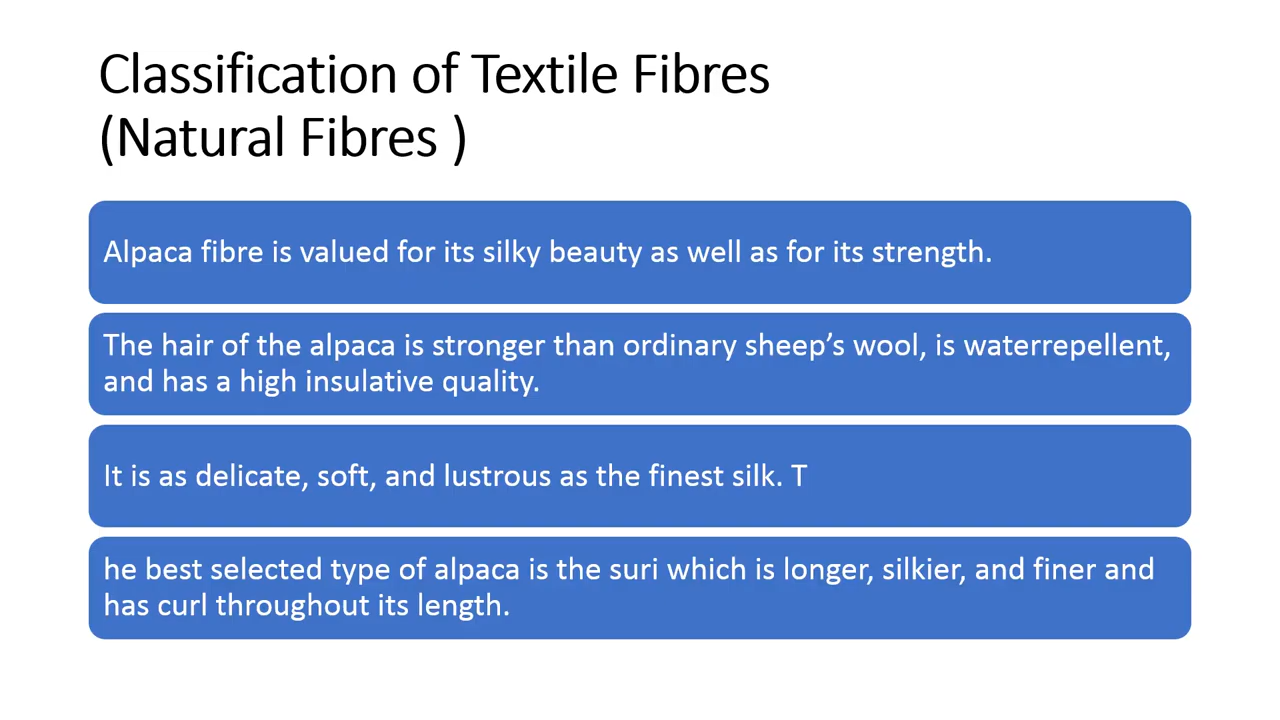 Classification of Textile Fibres
(Natural Fibres )
Alpaca fibre is valued for its silky beauty as well as for its strength.
The hair of the alpaca is stronger than ordinary sheep’s wool, is waterrepellent,
and has a high insulative quality.
It is as delicate, soft, and lustrous as the finest silk. T
he best selected type of alpaca is the suri which is longer, silkier, and finer and
has curl throughout its length.